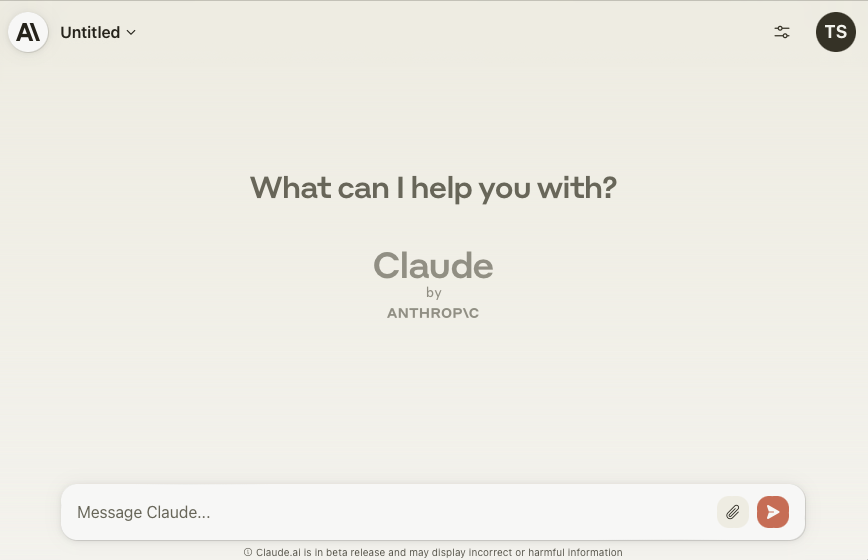 Untitled
TS
What can I help you with?
Claude
by
ANTHROP\C
Message Claude...
Claude.ai is in beta release and may display incorrect or harmful information